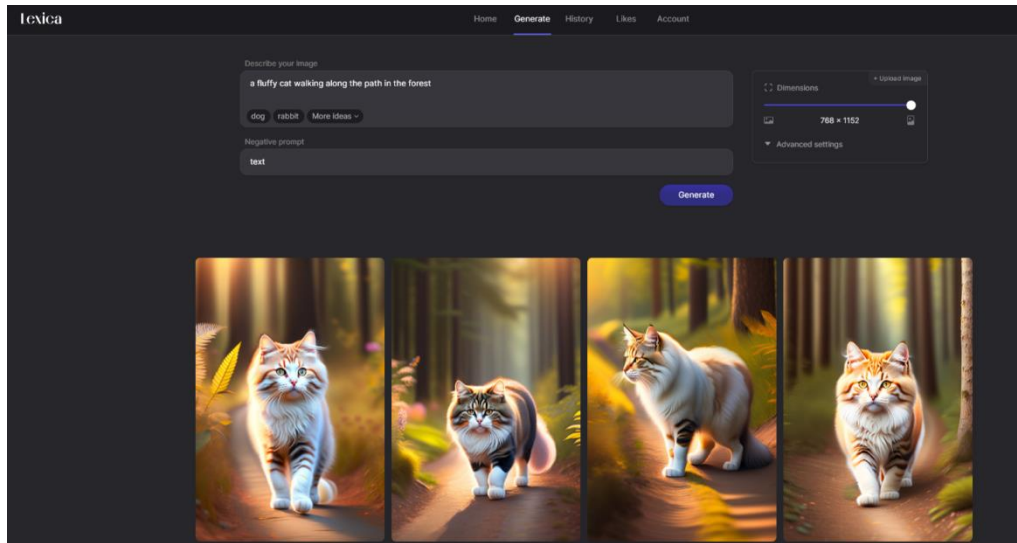 Lexica
Home Generate History Likes Account
Describe your image
a fluffy cat walking along the path in the forest
dog rabbit More ideas
Negative prompt
text
Generate
+ Upload image
Dimensions
768 × 1152
Advanced settings